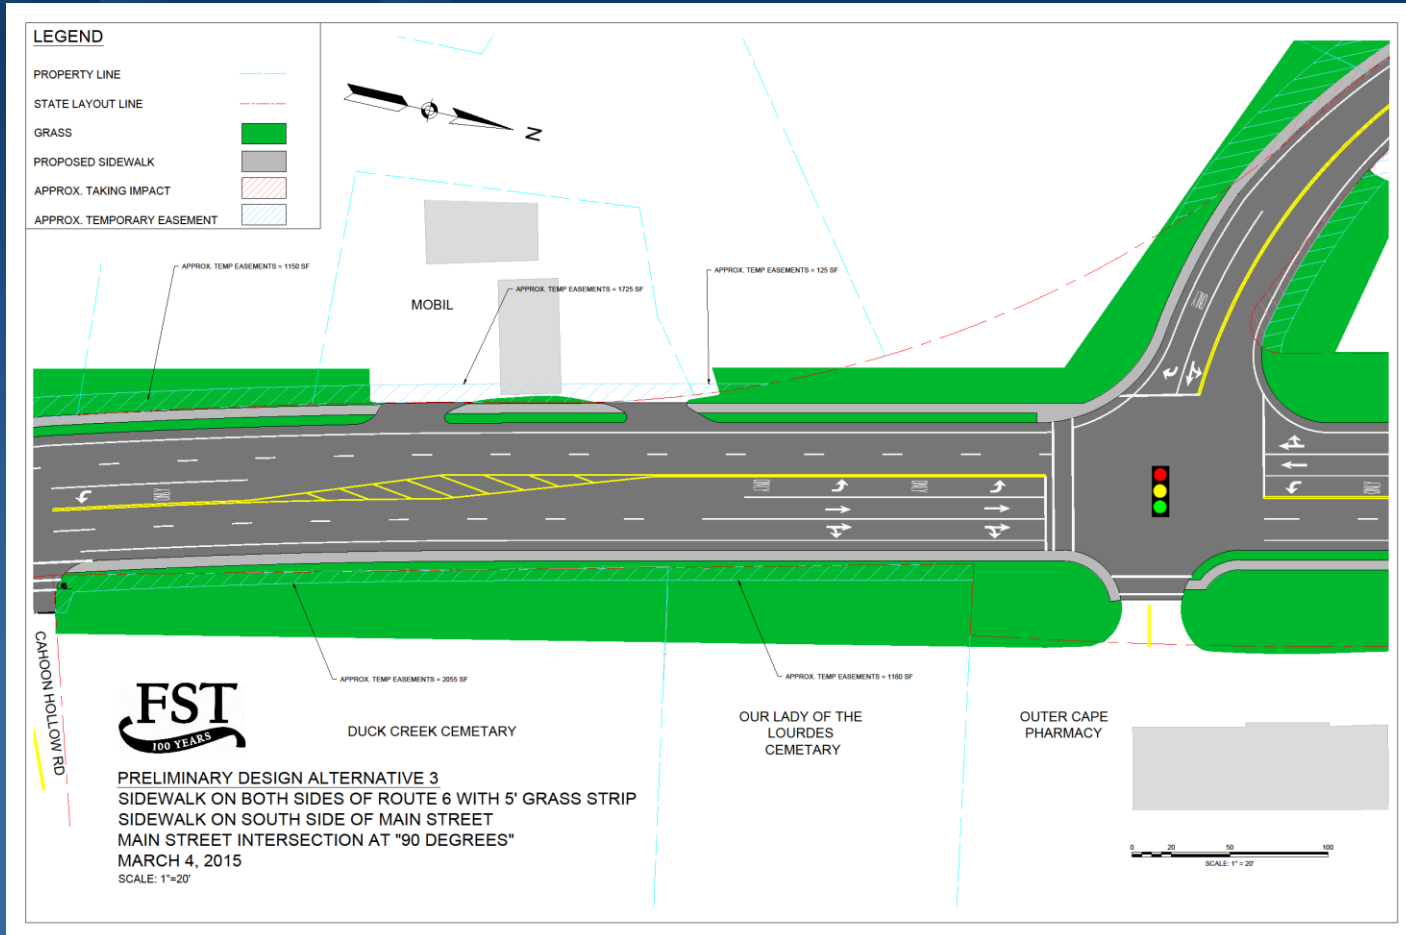 LEGEND
PROPERTY LINE
STATE LAYOUT LINE
GRASS
PROPOSED SIDEWALK
APPROX. TAKING IMPACT
APPROX. TEMPORARY EASEMENT
N
APPROX. TEMP EASEMENTS = 1150 SF
APPROX. TEMP EASEMENTS = 1725 SF
APPROX. TEMP EASEMENTS = 125 SF
MOBIL
ONLY
ONLY
ONLY
ONLY
CAHOON HOLLOW RD
APPROX. TEMP EASEMENTS = 2055 SF
APPROX. TEMP EASEMENTS = 1180 SF
FST
100 YEARS
DUCK CREEK CEMETARY
OUR LADY OF THE
LOURDES
CEMETARY
OUTER CAPE
PHARMACY
PRELIMINARY DESIGN ALTERNATIVE 3
SIDEWALK ON BOTH SIDES OF ROUTE 6 WITH 5' GRASS STRIP
SIDEWALK ON SOUTH SIDE OF MAIN STREET
MAIN STREET INTERSECTION AT "90 DEGREES"
MARCH 4, 2015
SCALE: 1"=20'
0 20 50 100
SCALE: 1" = 20'